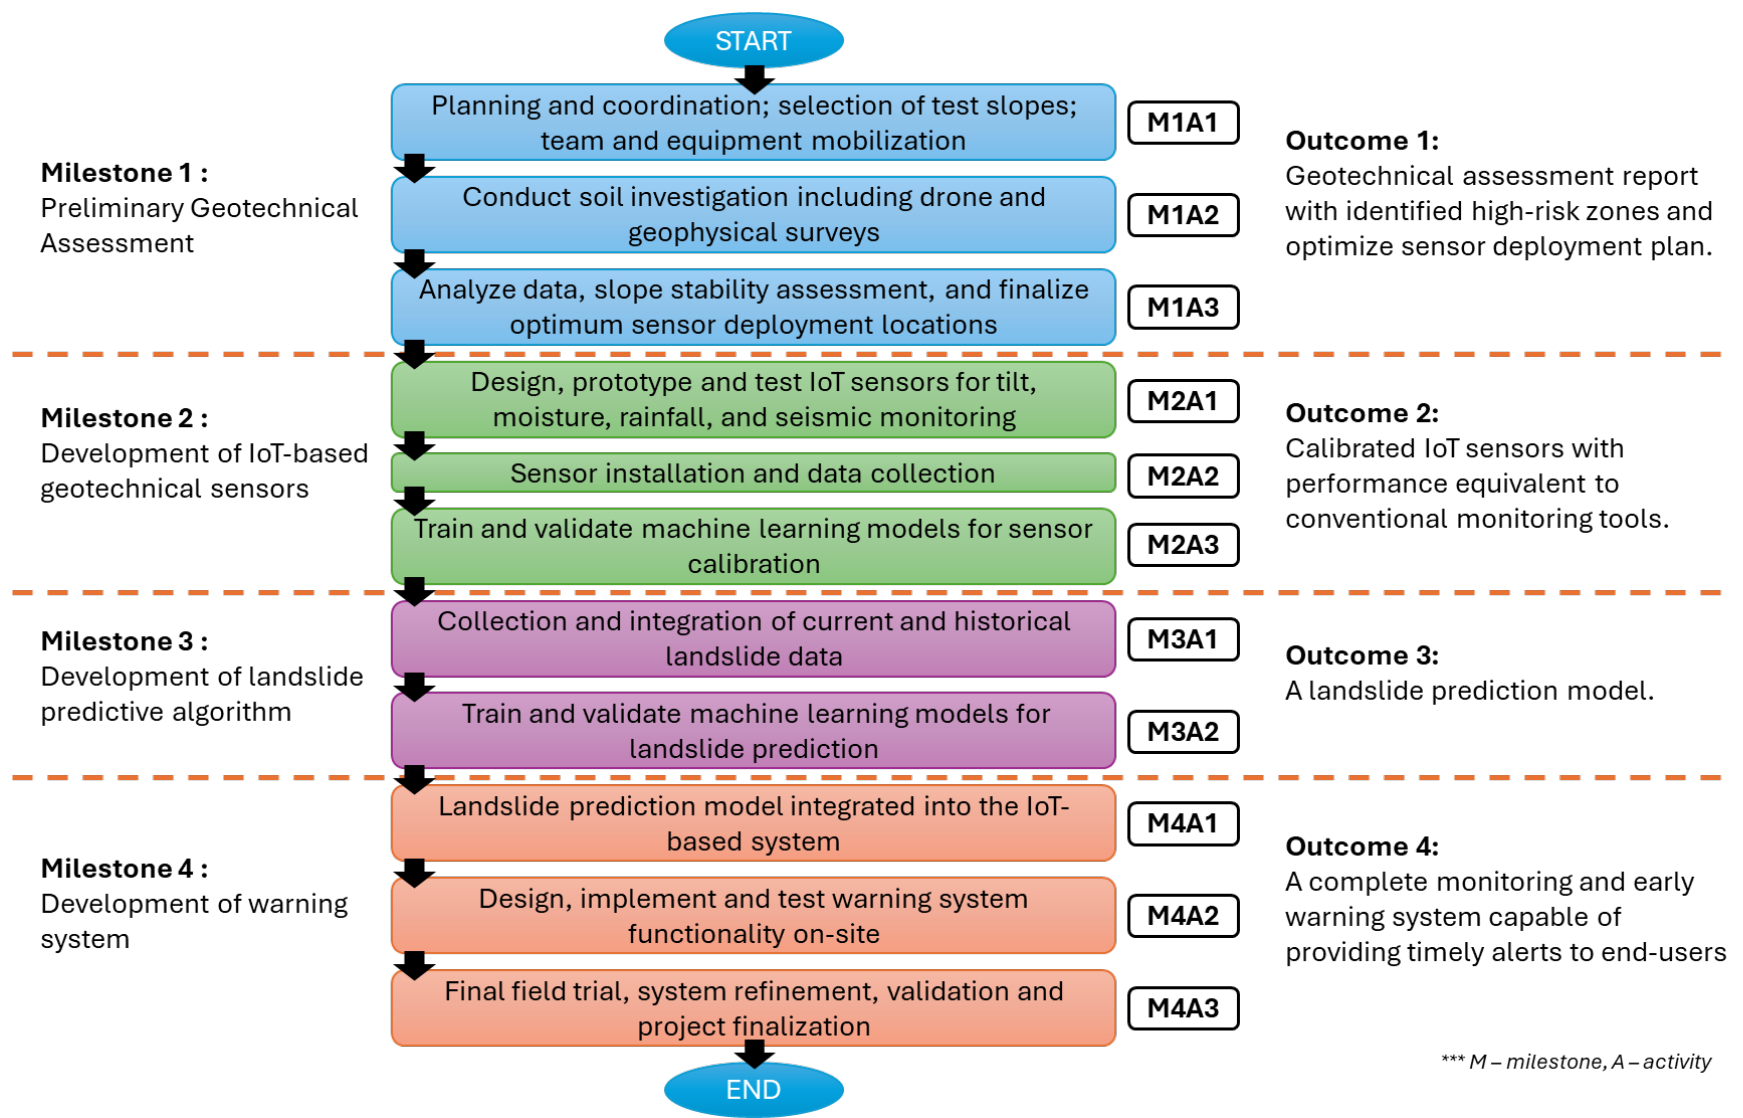 START
Planning and coordination; selection of test slopes;
team and equipment mobilization
M1A1
Milestone 1 :
Preliminary Geotechnical
Assessment
Conduct soil investigation including drone and
geophysical surveys
M1A2
Outcome 1:
Geotechnical assessment report
with identified high-risk zones and
optimize sensor deployment plan.
Analyze data, slope stability assessment, and finalize
optimum sensor deployment locations
M1A3
Milestone 2 :
Development of IoT-based
geotechnical sensors
Design, prototype and test IoT sensors for tilt,
moisture, rainfall, and seismic monitoring
M2A1
Sensor installation and data collection
M2A2
Train and validate machine learning models for sensor
calibration
M2A3
Outcome 2:
Calibrated IoT sensors with
performance equivalent to
conventional monitoring tools.
Milestone 3 :
Development of landslide
predictive algorithm
Collection and integration of current and historical
landslide data
M3A1
Train and validate machine learning models for
landslide prediction
M3A2
Outcome 3:
A landslide prediction model.
Milestone 4 :
Development of warning
system
Landslide prediction model integrated into the IoT-
based system
M4A1
Design, implement and test warning system
functionality on-site
M4A2
Final field trial, system refinement, validation and
project finalization
M4A3
Outcome 4:
A complete monitoring and early
warning system capable of
providing timely alerts to end-users
END
*** M – milestone, A – activity